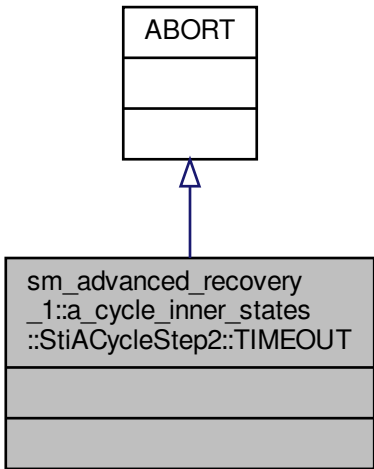 ABORT
sm_advanced_recovery
_1::a_cycle_inner_states
::StiACycleStep2::TIMEOUT